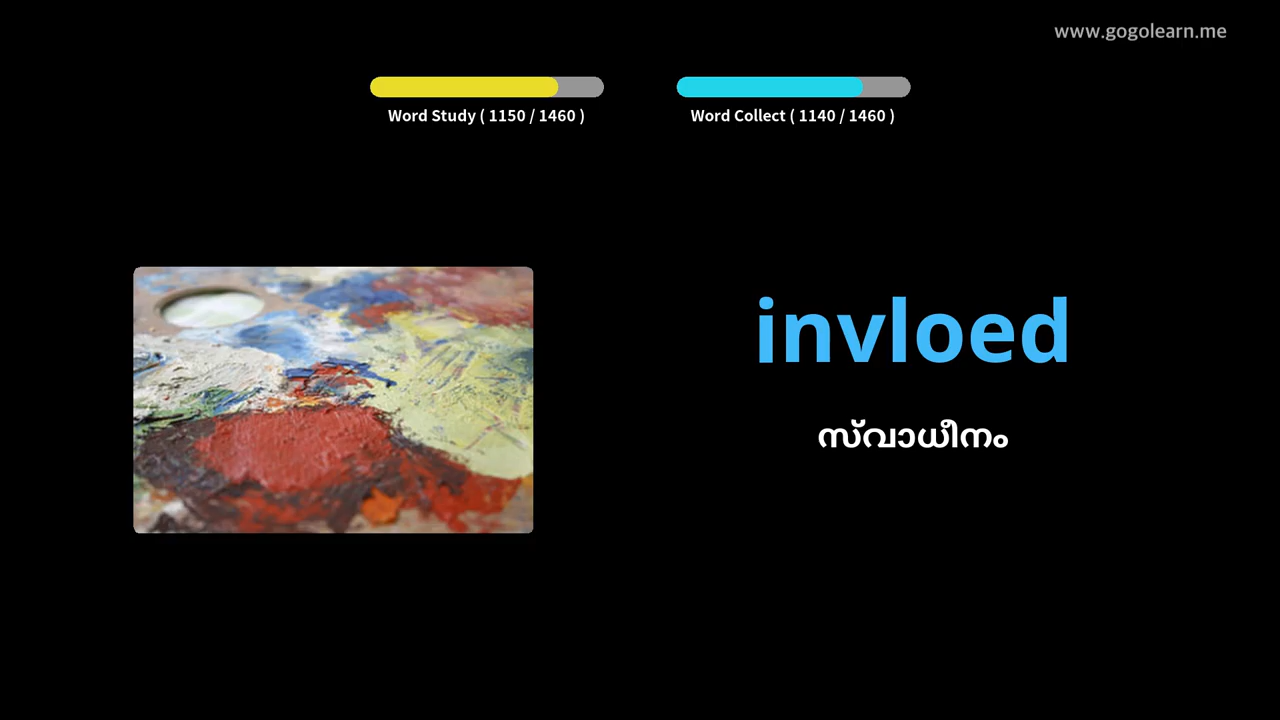 www.gogolearn.me
Word Study ( 1150 / 1460 )
Word Collect ( 1140 / 1460 )
invloed
സ്വാധീനം